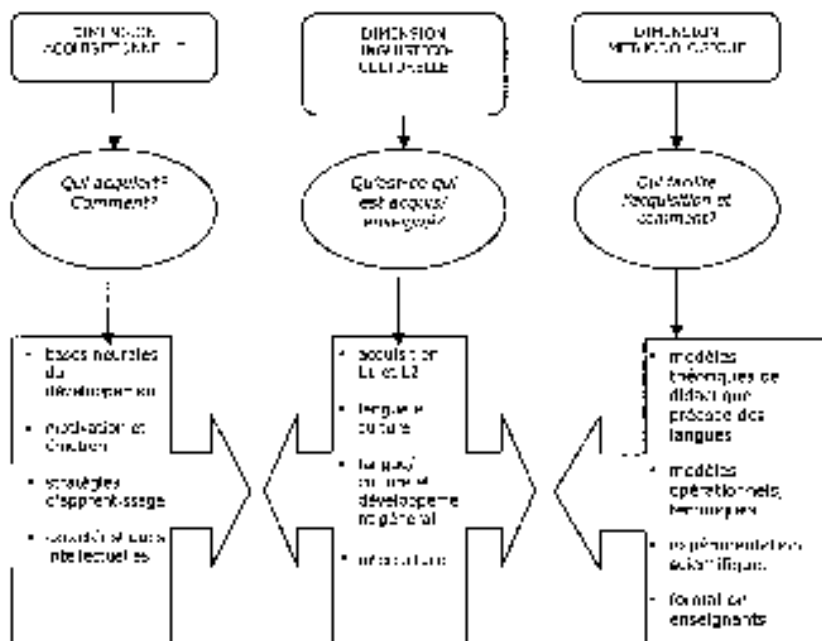 DIMENSION
ACQUISITIONNELLE
DIMENSION
LINGUISTICO-
CULTURELLE
DIMENSION
METHODOLOGIQUE
Qui acquiert?
Comment?
Qu'est-ce qui
est acquis/
enseigné?
Qui facilite
l'acquisition et
comment?
• bases neurales
du
développement
• motivation et
émotion
• stratégies
d'apprentissage
• caractéristiques
intellectuelles
• acquisition
L1 et L2
• langue et
culture
• langue/
culture et
développeme
nt général
• modèles
théoriques de
didactique
précoce des
langues
• modèles
opérationnels,
techniques
• expérimentation
scientifique
• formation
enseignants